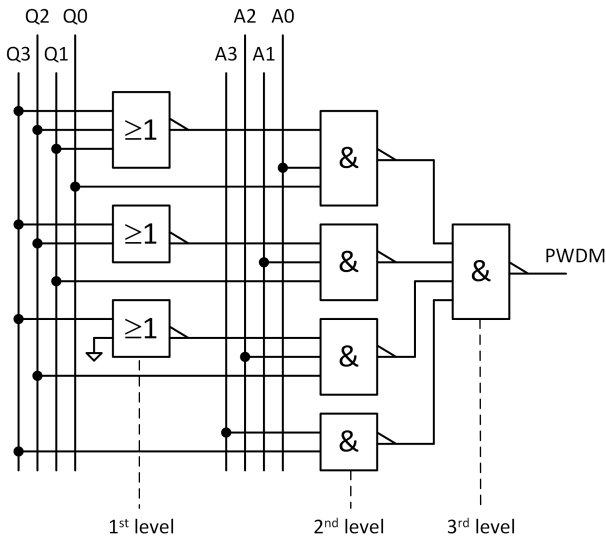 Q2 Q0 A2 A0
Q3 Q1 A3 A1
≥1
&
≥1
&
PWDM
&
≥1
&
&
1st level 2nd level 3rd level